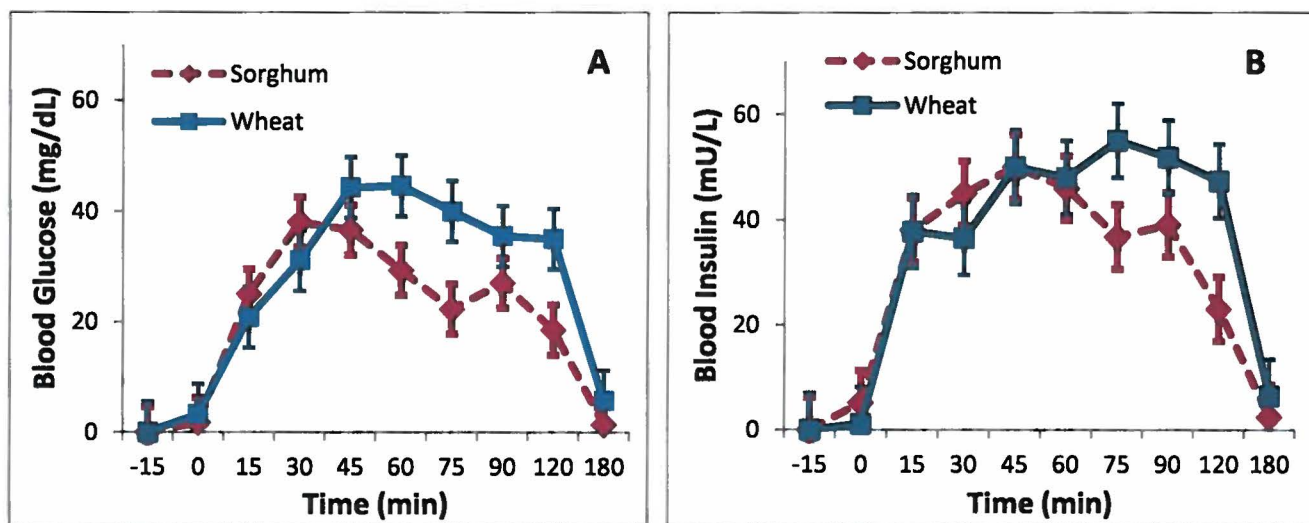 A
Sorghum
Wheat
Blood Glucose (mg/dL)
60
40
20
0
-15 0 15 30 45 60 75 90 120 180
Time (min)
B
Sorghum
Wheat
Blood Insulin (mU/L)
60
40
20
0
-15 0 15 30 45 60 75 90 120 180
Time (min)